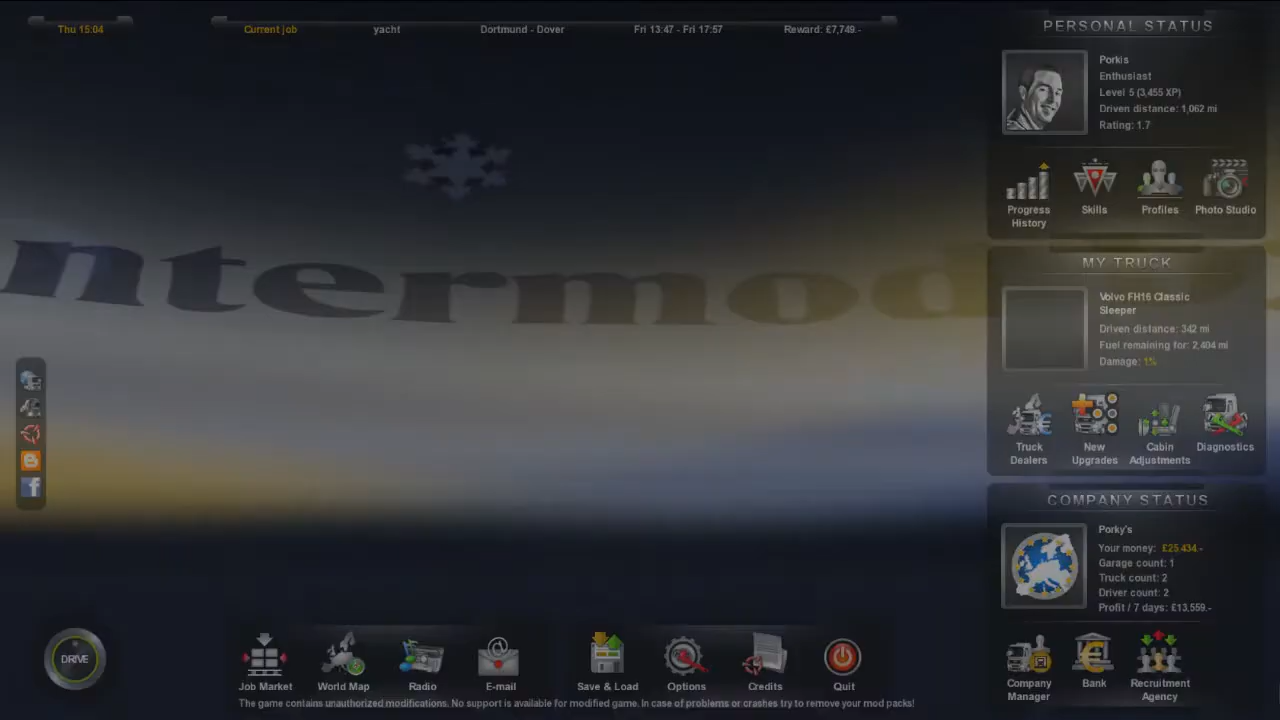 Thu 15:04
Current job yacht Dortmund - Dover Fri 13:47 - Fri 17:57 Reward: £7,749.-
PERSONAL STATUS
Porkis
Enthusiast
Level 5 (3,455 XP)
Driven distance: 1,062 mi
Rating: 1.7
Progress History
Skills
Profiles
Photo Studio
ntermod
MY TRUCK
Volvo FH16 Classic
Sleeper
Driven distance: 342 mi
Fuel remaining for: 2,404 mi
Damage: 1%
Truck Dealers
New Upgrades
Cabin Adjustments
Diagnostics
COMPANY STATUS
Porky's
Your money: £25,434.-
Garage count: 1
Truck count: 2
Driver count: 2
Profit / 7 days: £13,559.-
Company Manager
Bank
Recruitment Agency
DRIVE
Job Market
World Map
Radio
E-mail
Save & Load
Options
Credits
Quit
The game contains unauthorized modifications. No support is available for modified game. In case of problems or crashes try to remove your mod packs!